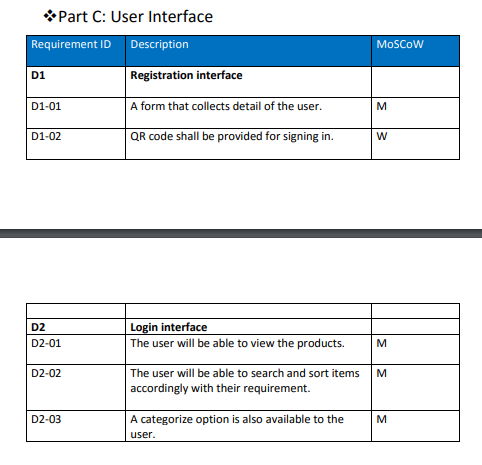 ❖Part C: User Interface
Requirement ID Description MoSCoW
D1 Registration interface
D1-01 A form that collects detail of the user. M
D1-02 QR code shall be provided for signing in. W
D2 Login interface
D2-01 The user will be able to view the products. M
D2-02 The user will be able to search and sort items M
accordingly with their requirement.
D2-03 A categorize option is also available to the M
user.